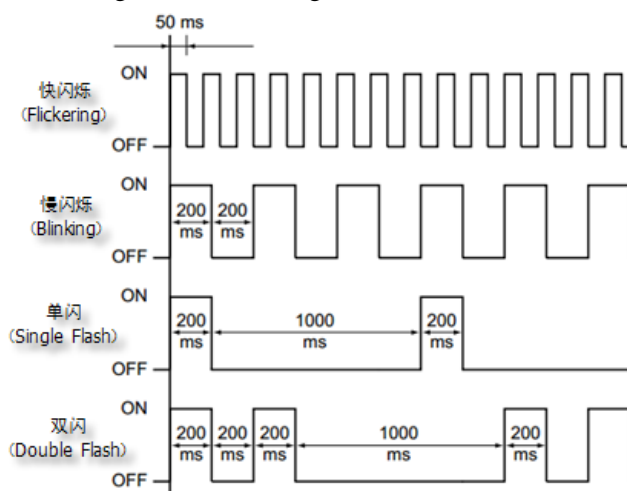 50 ms
ON
快闪烁
(Flickering)
OFF
ON
慢闪烁
(Blinking)
200 ms
200 ms
OFF
ON
单闪
(Single Flash)
200 ms
1000 ms
200 ms
OFF
ON
双闪
(Double Flash)
200 ms
200 ms
200 ms
1000 ms
200 ms
OFF